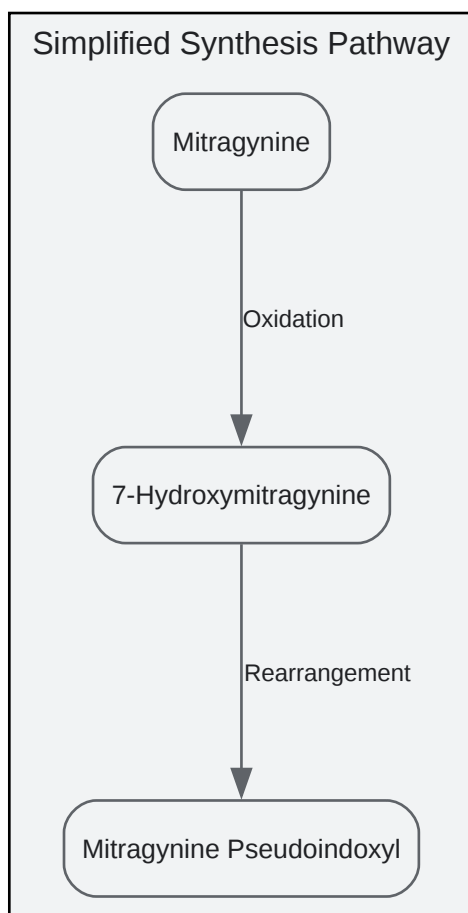 Simplified Synthesis Pathway
Mitragynine
Oxidation
7-Hydroxymitragynine
Rearrangement
Mitragynine Pseudoindoxyl